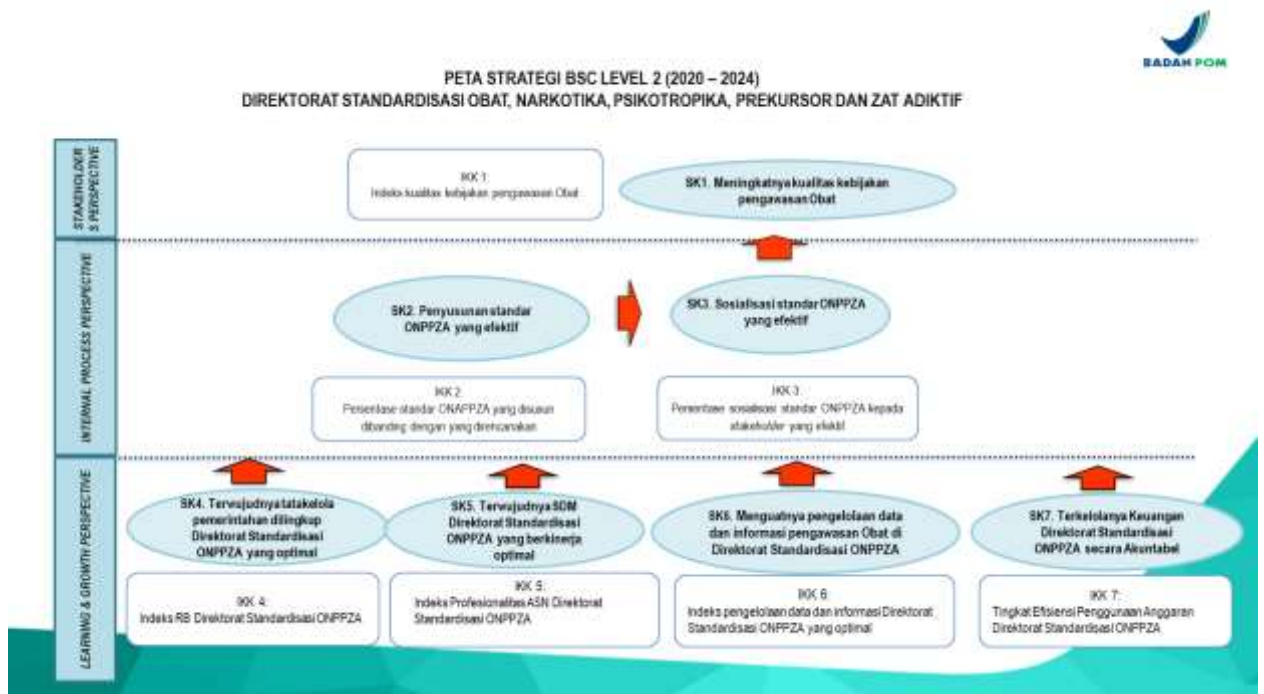 BADAN POM
PETA STRATEGI BSC LEVEL 2 (2020 – 2024)
DIREKTORAT STANDARDISASI OBAT, NARKOTIKA, PSIKOTROPIKA, PREKURSOR DAN ZAT ADIKTIF
STAKEHOLDER
S PERSPECTIVE
IKK 1:
Indeks kualitas kebijakan pengawasan Obat
SK1. Meningkatnya kualitas kebijakan
pengawasan Obat
INTERNAL PROCESS PERSPECTIVE
SK2. Penyusunan standar
ONPPZA yang efektif
SK3. Sosialisasi standar ONPPZA
yang efektif
IKK 2:
Persentase standar ONAPPZA yang disusun
dibanding dengan yang direncanakan
IKK 3:
Persentase sosialisasi standar ONPPZA kepada
stakeholder yang efektif
LEARNING & GROWTH PERSPECTIVE
SK4. Terwujudnya tatakelola
pemerintahan dilingkup
Direktorat Standardisasi
ONPPZA yang optimal
SK5. Terwujudnya SDM
Direktorat Standardisasi
ONPPZA yang berkinerja
optimal
SK6. Menguatnya pengelolaan data
dan informasi pengawasan Obat di
Direktorat Standardisasi ONPPZA
SK7. Terkelolanya Keuangan
Direktorat Standardisasi
ONPPZA secara Akuntabel
IKK 4:
Indeks RB Direktorat Standardisasi ONPPZA
IKK 5:
Indeks Profesionalitas ASN Direktorat
Standardisasi ONPPZA
IKK 6:
Indeks pengelolaan data dan informasi Direktorat
Standardisasi ONPPZA yang optimal
IKK 7:
Tingkat Efisiensi Penggunaan Anggaran
Direktorat Standardisasi ONPPZA